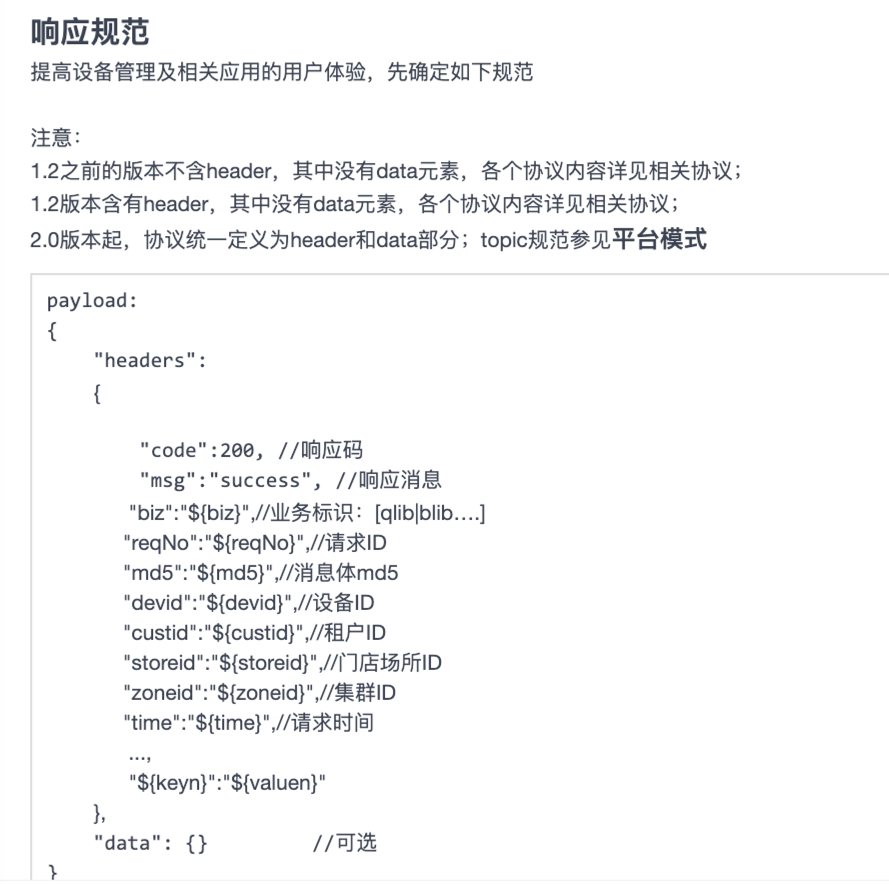 响应规范
提高设备管理及相关应用的用户体验，先确定如下规范
注意：
1.2之前的版本不含header，其中没有data元素，各个协议内容详见相关协议；
1.2版本含有header，其中没有data元素，各个协议内容详见相关协议；
2.0版本起，协议统一定义为header和data部分；topic规范参见平台模式
payload:
{
"headers":
{
"code":200, //响应码
"msg":"success", //响应消息
"biz":"${biz}",//业务标识：[qlib|blib….]
"reqNo":"${reqNo}",//请求ID
"md5":"${md5}",//消息体md5
"devid":"${devid}",//设备ID
"custid":"${custid}",//租户ID
"storeid":"${storeid}",//门店场所ID
"zoneid":"${zoneid}",//集群ID
"time":"${time}",//请求时间
...,
"${keyn}":"${valuen}"
},
"data": {} //可选
}